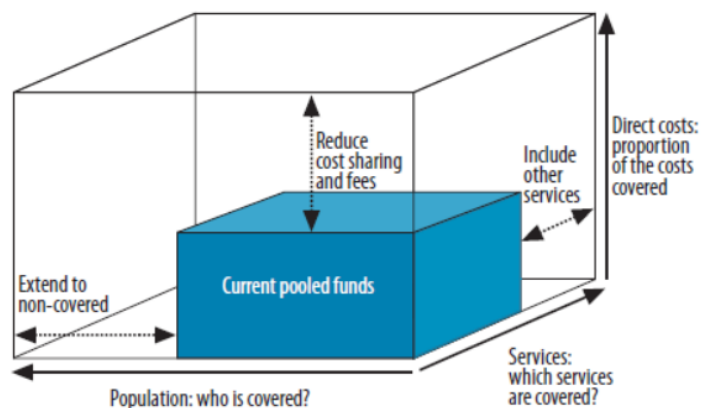 Reduce
cost sharing
and fees
Include
other
services
Direct costs:
proportion
of the costs
covered
Extend to
non-covered
Current pooled funds
Population: who is covered?
Services:
which services
are covered?